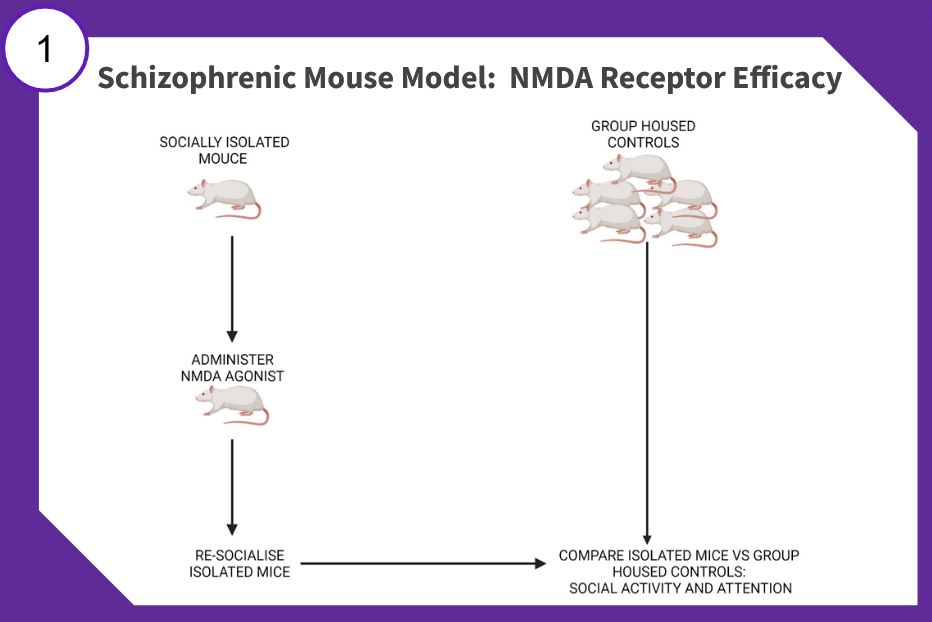 1
Schizophrenic Mouse Model: NMDA Receptor Efficacy
SOCIALLY ISOLATED
MOUCE
GROUP HOUSED
CONTROLS
ADMINISTER
NMDA AGONIST
RE-SOCIALISE
ISOLATED MICE
COMPARE ISOLATED MICE VS GROUP
HOUSED CONTROLS:
SOCIAL ACTIVITY AND ATTENTION